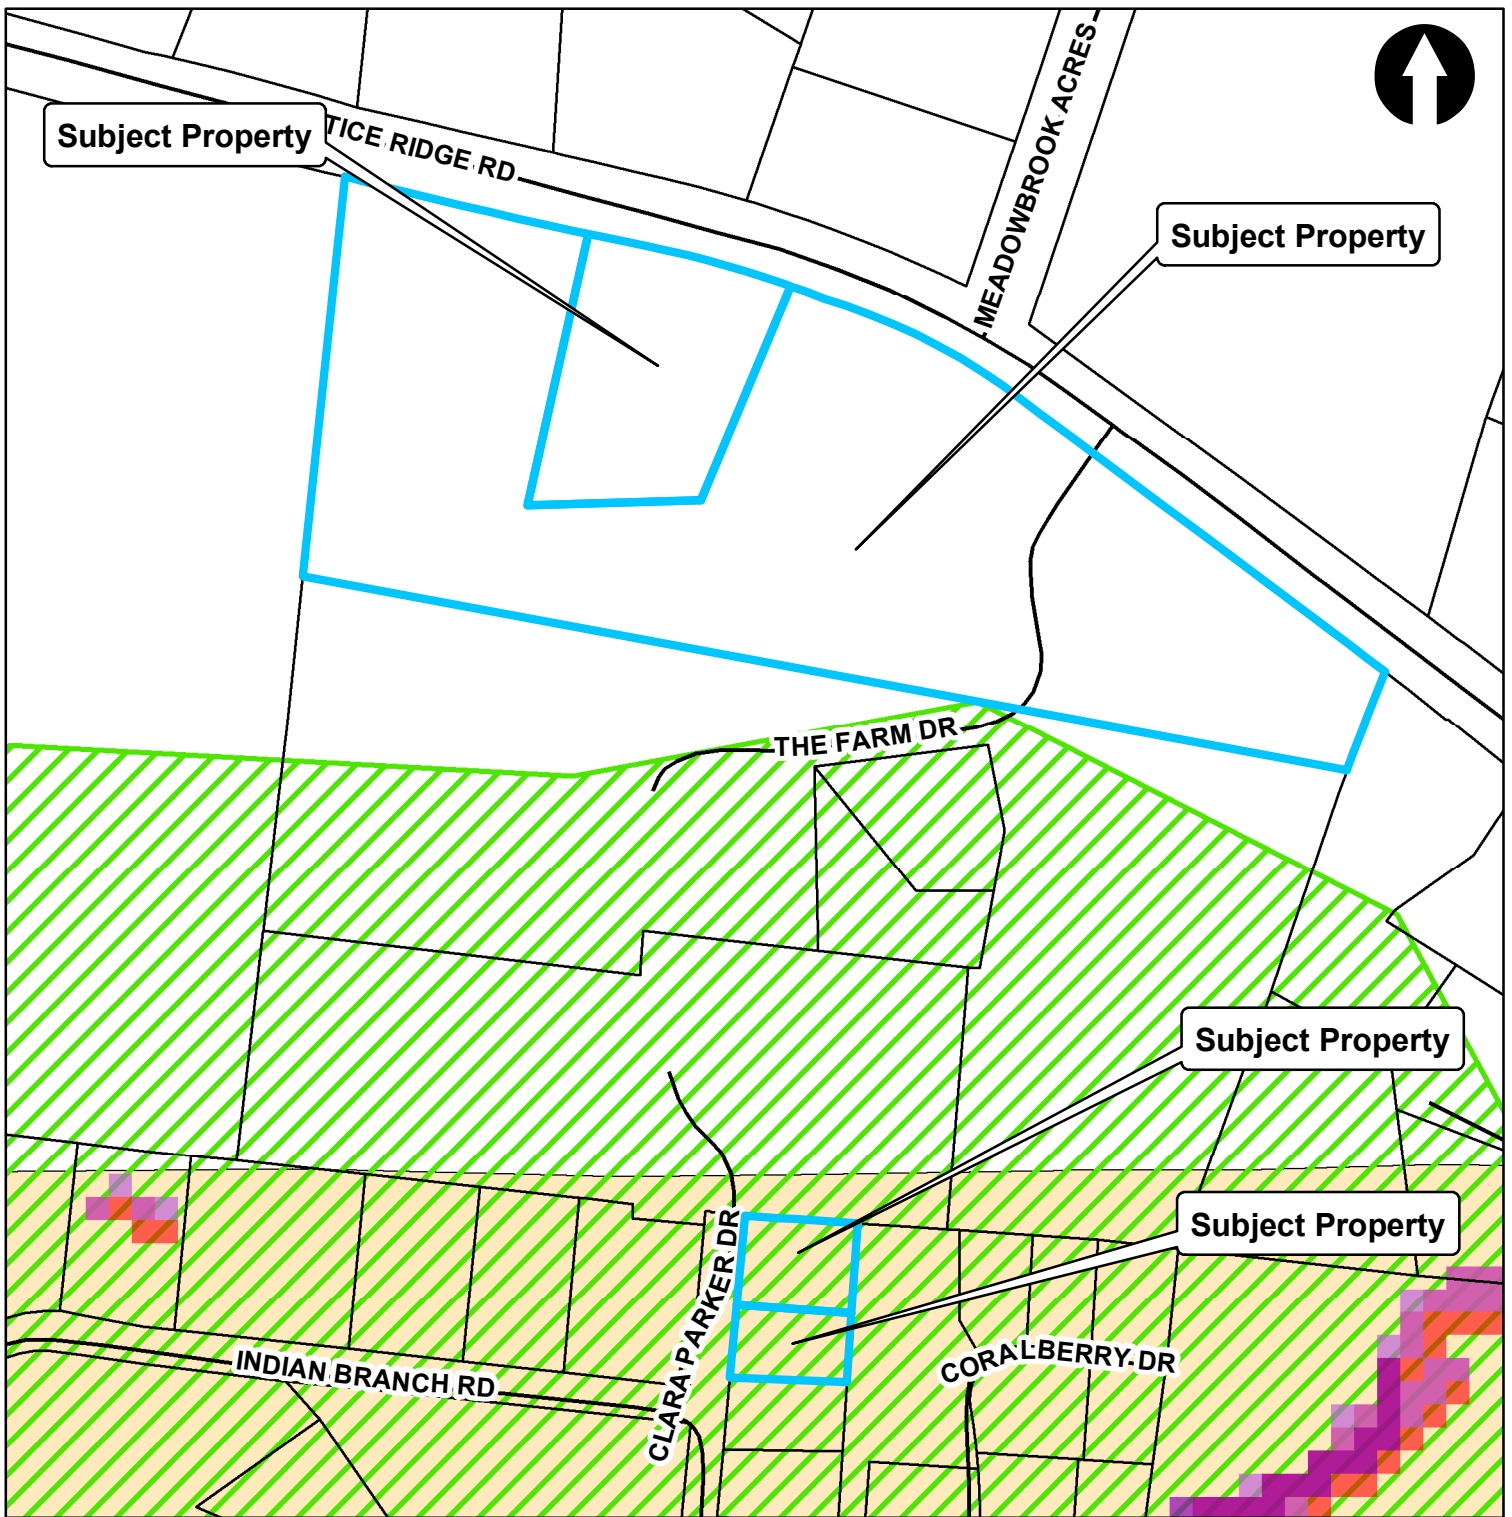 MEADOWBROOK ACRES
Subject Property
TICE RIDGE RD
Subject Property
THE FARM DR
Subject Property
Subject Property
CLARA PARKER DR
INDIAN BRANCH RD
CORALBERRY DR